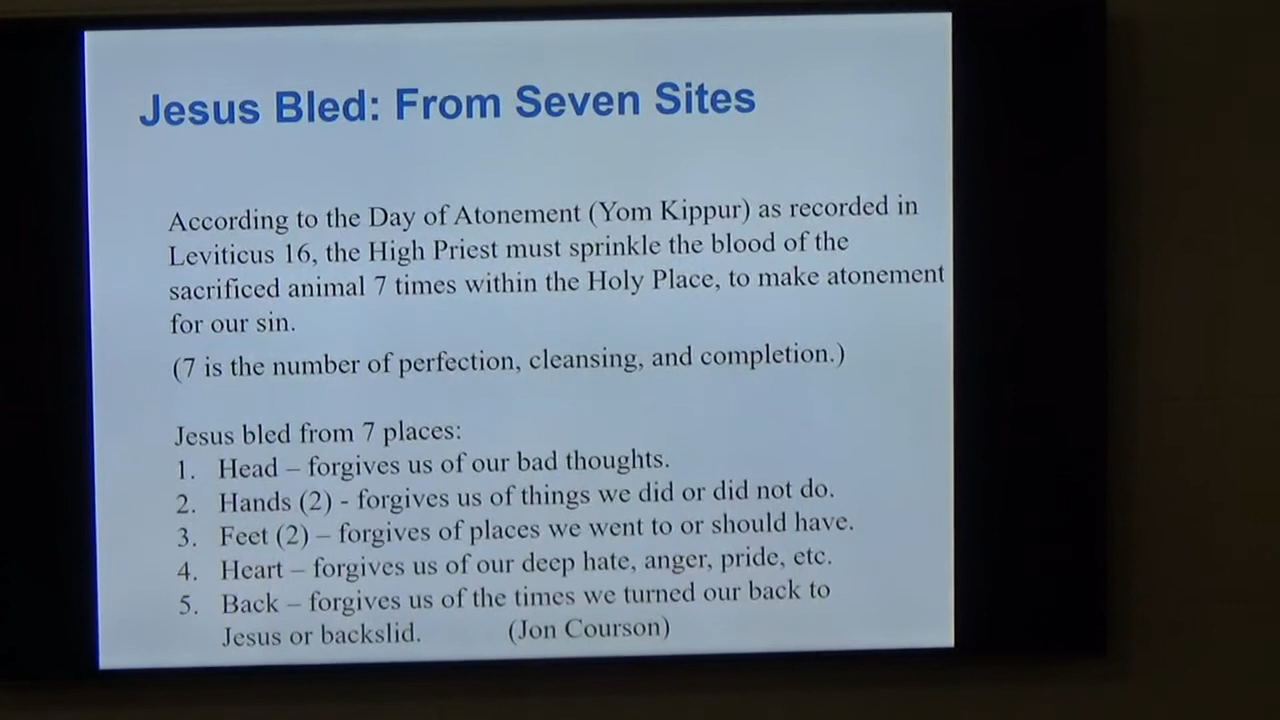 Jesus Bled: From Seven Sites
According to the Day of Atonement (Yom Kippur) as recorded in
Leviticus 16, the High Priest must sprinkle the blood of the
sacrificed animal 7 times within the Holy Place, to make atonement
for our sin.
(7 is the number of perfection, cleansing, and completion.)
Jesus bled from 7 places:
1. Head – forgives us of our bad thoughts.
2. Hands (2) - forgives us of things we did or did not do.
3. Feet (2) – forgives of places we went to or should have.
4. Heart – forgives us of our deep hate, anger, pride, etc.
5. Back – forgives us of the times we turned our back to
Jesus or backslid. (Jon Courson)